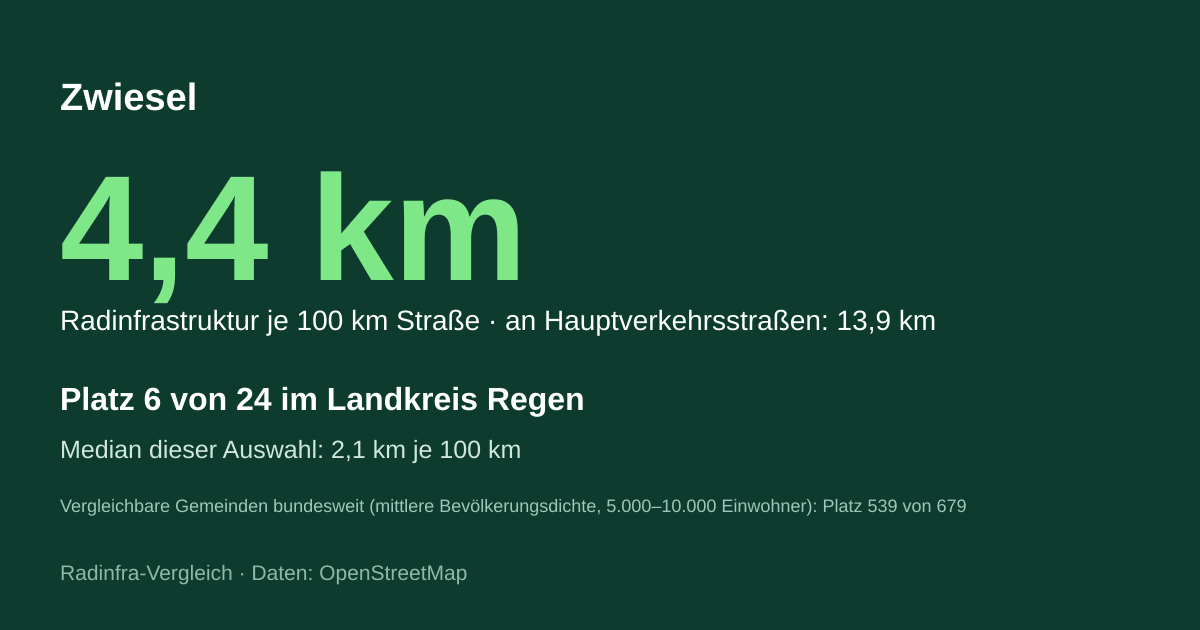 Zwiesel
4,4 km
Radinfrastruktur je 100 km Straße · an Hauptverkehrsstraßen: 13,9 km
Platz 6 von 24 im Landkreis Regen
Median dieser Auswahl: 2,1 km je 100 km
Vergleichbare Gemeinden bundesweit (mittlere Bevölkerungsdichte, 5.000–10.000 Einwohner): Platz 539 von 679
Radinfra-Vergleich · Daten: OpenStreetMap